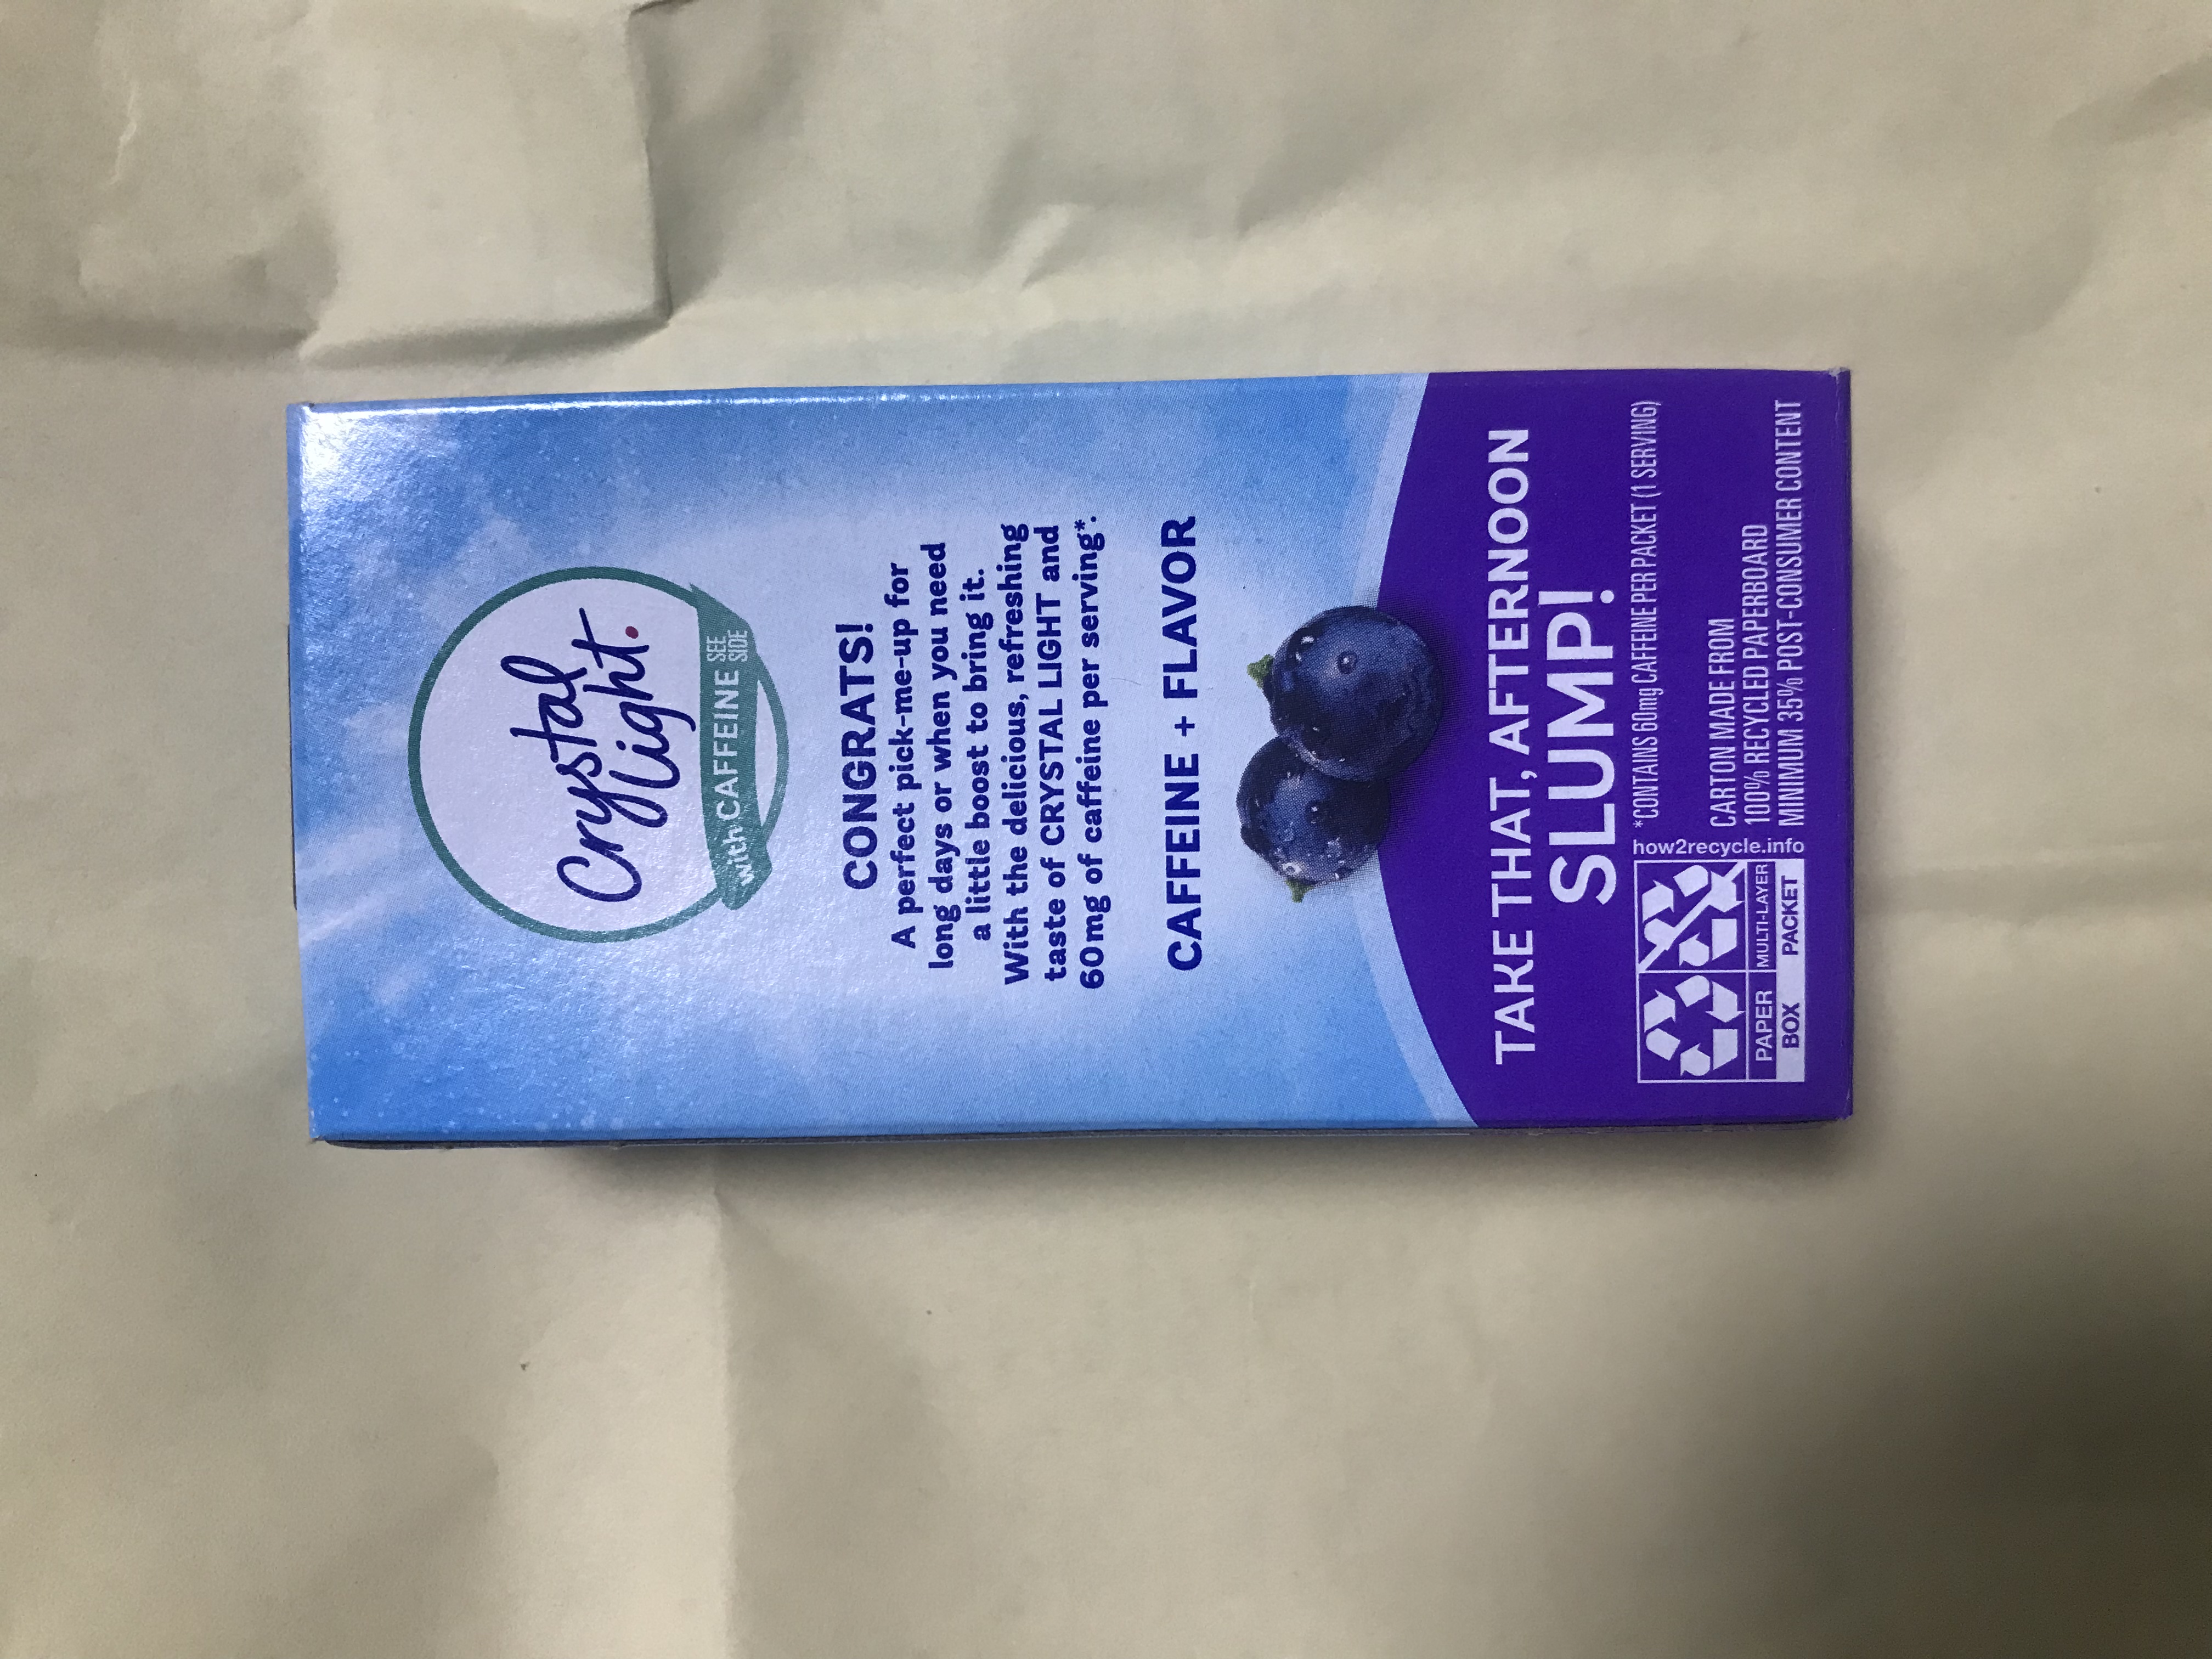 Crystal
Light
with CAFFEINE SEE
SIDE
CONGRATS!
A perfect pick-me-up for
long days or when you need
a little boost to bring it.
With the delicious, refreshing
taste of CRYSTAL LIGHT and
60mg of caffeine per serving*.
CAFFEINE + FLAVOR
TAKE THAT, AFTERNOON
SLUMP!
*CONTAINS 60mg CAFFEINE PER PACKET (1 SERVING)
how2recycle.info
PAPER
BOX
MULTI-LAYER
PACKET
CARTON MADE FROM
100% RECYCLED PAPERBOARD
MINIMUM 35% POST-CONSUMER CONTENT